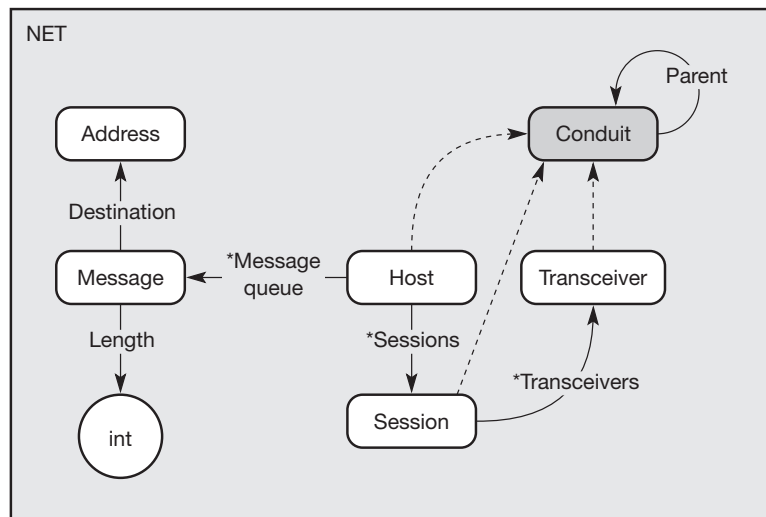 NET
Parent
Address
Conduit
Destination
*Message
queue
Message
Host
Transceiver
Length
*Sessions
*Transceivers
Session
int